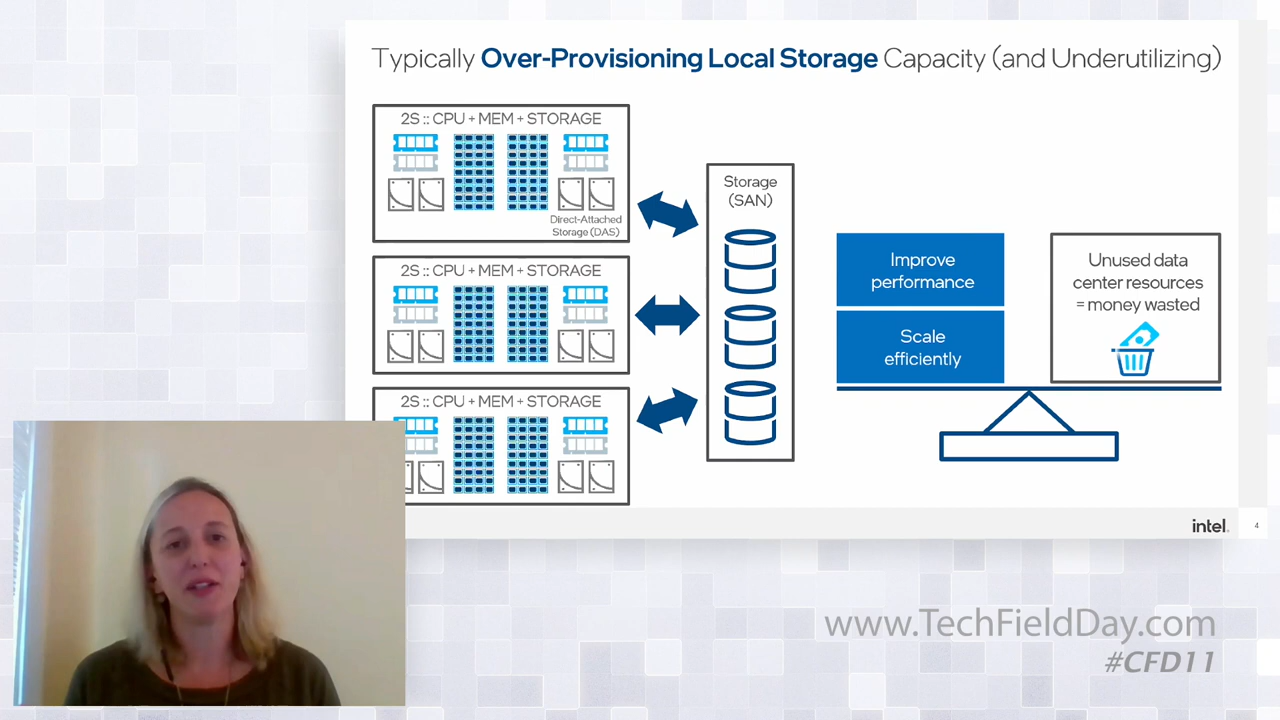 Typically Over-Provisioning Local Storage Capacity (and Underutilizing)
2S :: CPU + MEM + STORAGE
Direct-Attached
Storage (DAS)
2S :: CPU + MEM + STORAGE
2S :: CPU + MEM + STORAGE
Storage
(SAN)
Improve
performance
Scale
efficiently
Unused data
center resources
= money wasted
intel.
4
www.TechFieldDay.com
#CFD11